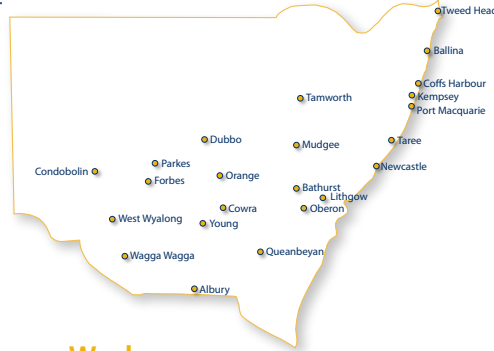 Tweed Head
Ballina
Coffs Harbour
Kempsey
Port Macquarie
Tamworth
Taree
Dubbo
Mudgee
Newcastle
Parkes
Condobolin
Orange
Forbes
Bathurst
Lithgow
Oberon
Cowra
West Wyalong
Young
Wagga Wagga
Queanbeyan
Albury